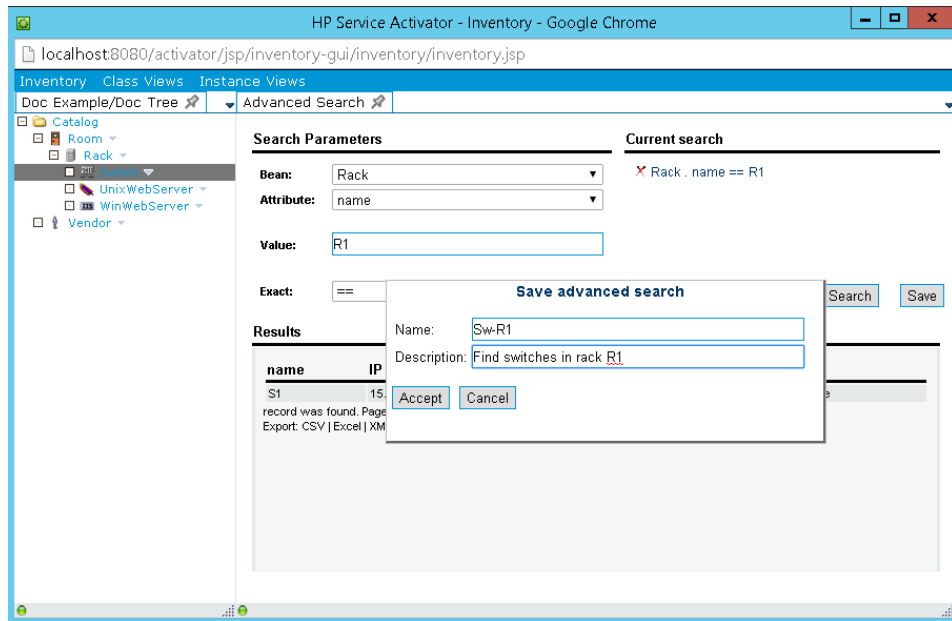 HP Service Activator - Inventory - Google Chrome
localhost:8080/activator/jsp/inventory-gui/inventory/inventory.jsp
Inventory Class Views Instance Views
Doc Example/Doc Tree Advanced Search
Catalog
Room
Rack
Switch
UnixWebServer
WinWebServer
Vendor
Search Parameters
Bean: Rack
Attribute: name
Value: R1
Exact: ==
Current search
X Rack . name == R1
Search Save
Save advanced search
Name: Sw-R1
Description: Find switches in rack R1
Accept Cancel
Results
name IP
S1 15.
record was found. Page
Export: CSV | Excel | XM